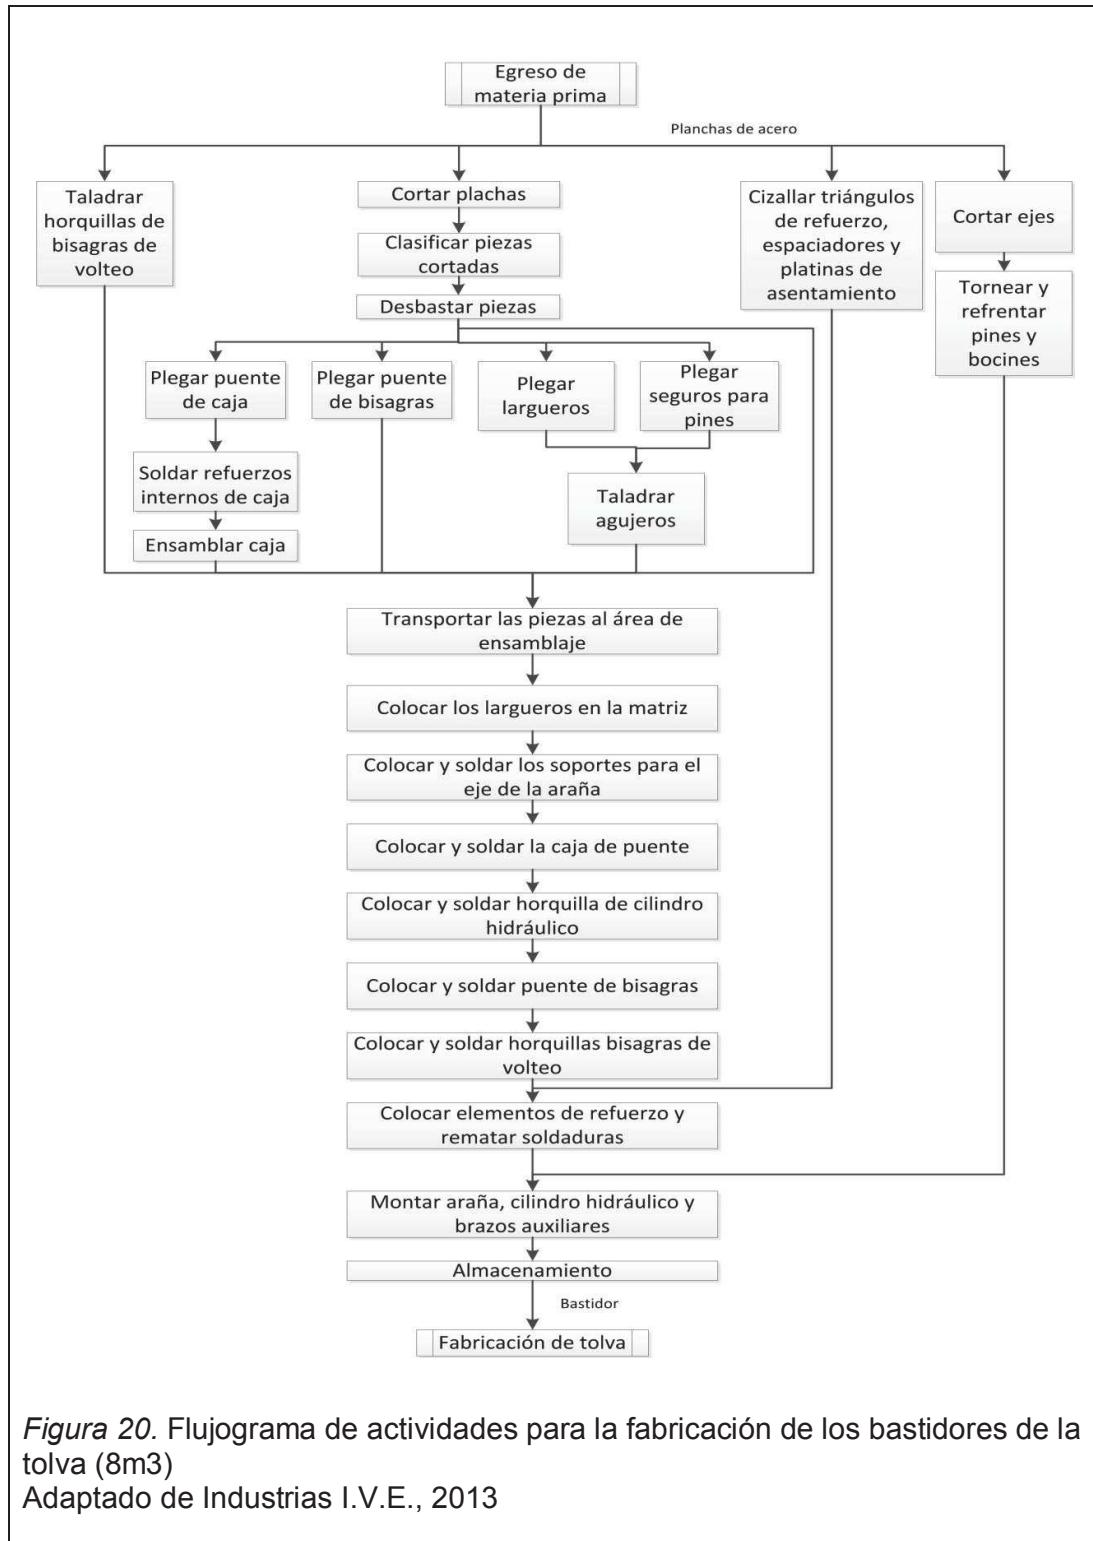 Egreso de
materia prima
Planchas de acero
Taladrar
horquillas de
bisagras de
volteo
Cortar plachas
Cizallar triángulos
de refuerzo,
espaciadores y
platinas de
asentamiento
Cortar ejes
Clasificar piezas
cortadas
Desbastar piezas
Tornear y
refrentar
pines y
bocines
Plegar puente
de caja
Plegar puente
de bisagras
Plegar
largueros
Plegar
seguros para
pines
Soldar refuerzos
internos de caja
Taladrar
agujeros
Ensamblar caja
Transportar las piezas al área de
ensamblaje
Colocar los largueros en la matriz
Colocar y soldar los soportes para el
eje de la araña
Colocar y soldar la caja de puente
Colocar y soldar horquilla de cilindro
hidráulico
Colocar y soldar puente de bisagras
Colocar y soldar horquillas bisagras de
volteo
Colocar elementos de refuerzo y
rematar soldaduras
Montar araña, cilindro hidráulico y
brazos auxiliares
Almacenamiento
Bastidor
Fabricación de tolva
Figura 20. Flujograma de actividades para la fabricación de los bastidores de la
tolva (8m3)
Adaptado de Industrias I.V.E., 2013